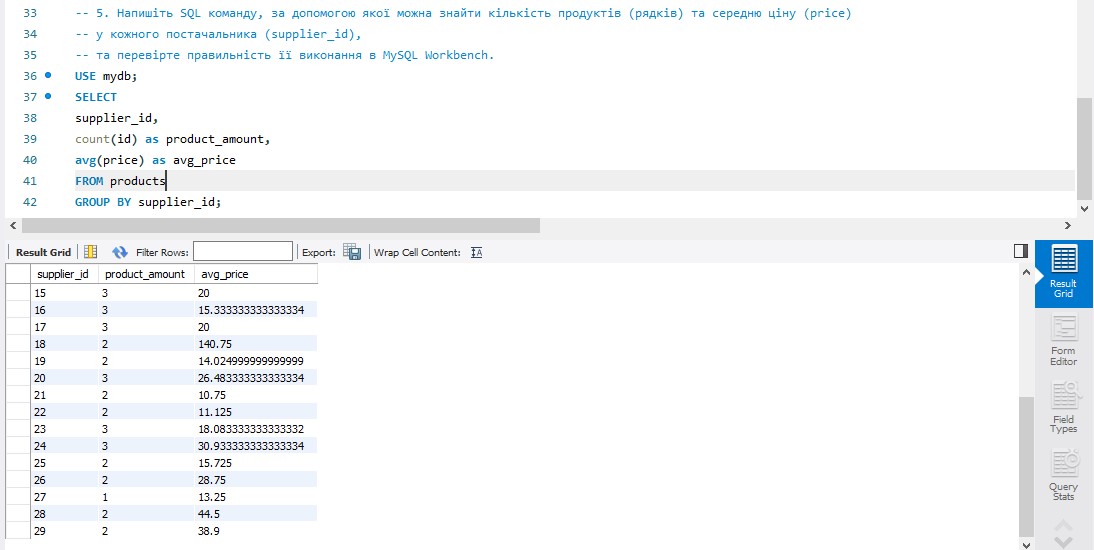 33 -- 5. Напишіть SQL команду, за допомогою якої можна знайти кількість продуктів (рядків) та середню ціну (price)
34 -- у кожного постачальника (supplier_id),
35 -- та перевірте правильність її виконання в MySQL Workbench.
36 USE mydb;
37 SELECT
38 supplier_id,
39 count(id) as product_amount,
40 avg(price) as avg_price
41 FROM products
42 GROUP BY supplier_id;
Result Grid Filter Rows: Export: Wrap Cell Content:
supplier_id product_amount avg_price
15 3 20
16 3 15.333333333333334
17 3 20
18 2 140.75
19 2 14.024999999999999
20 3 26.483333333333334
21 2 10.75
22 2 11.125
23 3 18.083333333333332
24 3 30.933333333333334
25 2 15.725
26 2 28.75
27 1 13.25
28 2 44.5
29 2 38.9
Result
Grid
Form
Editor
Field
Types
Query
Stats